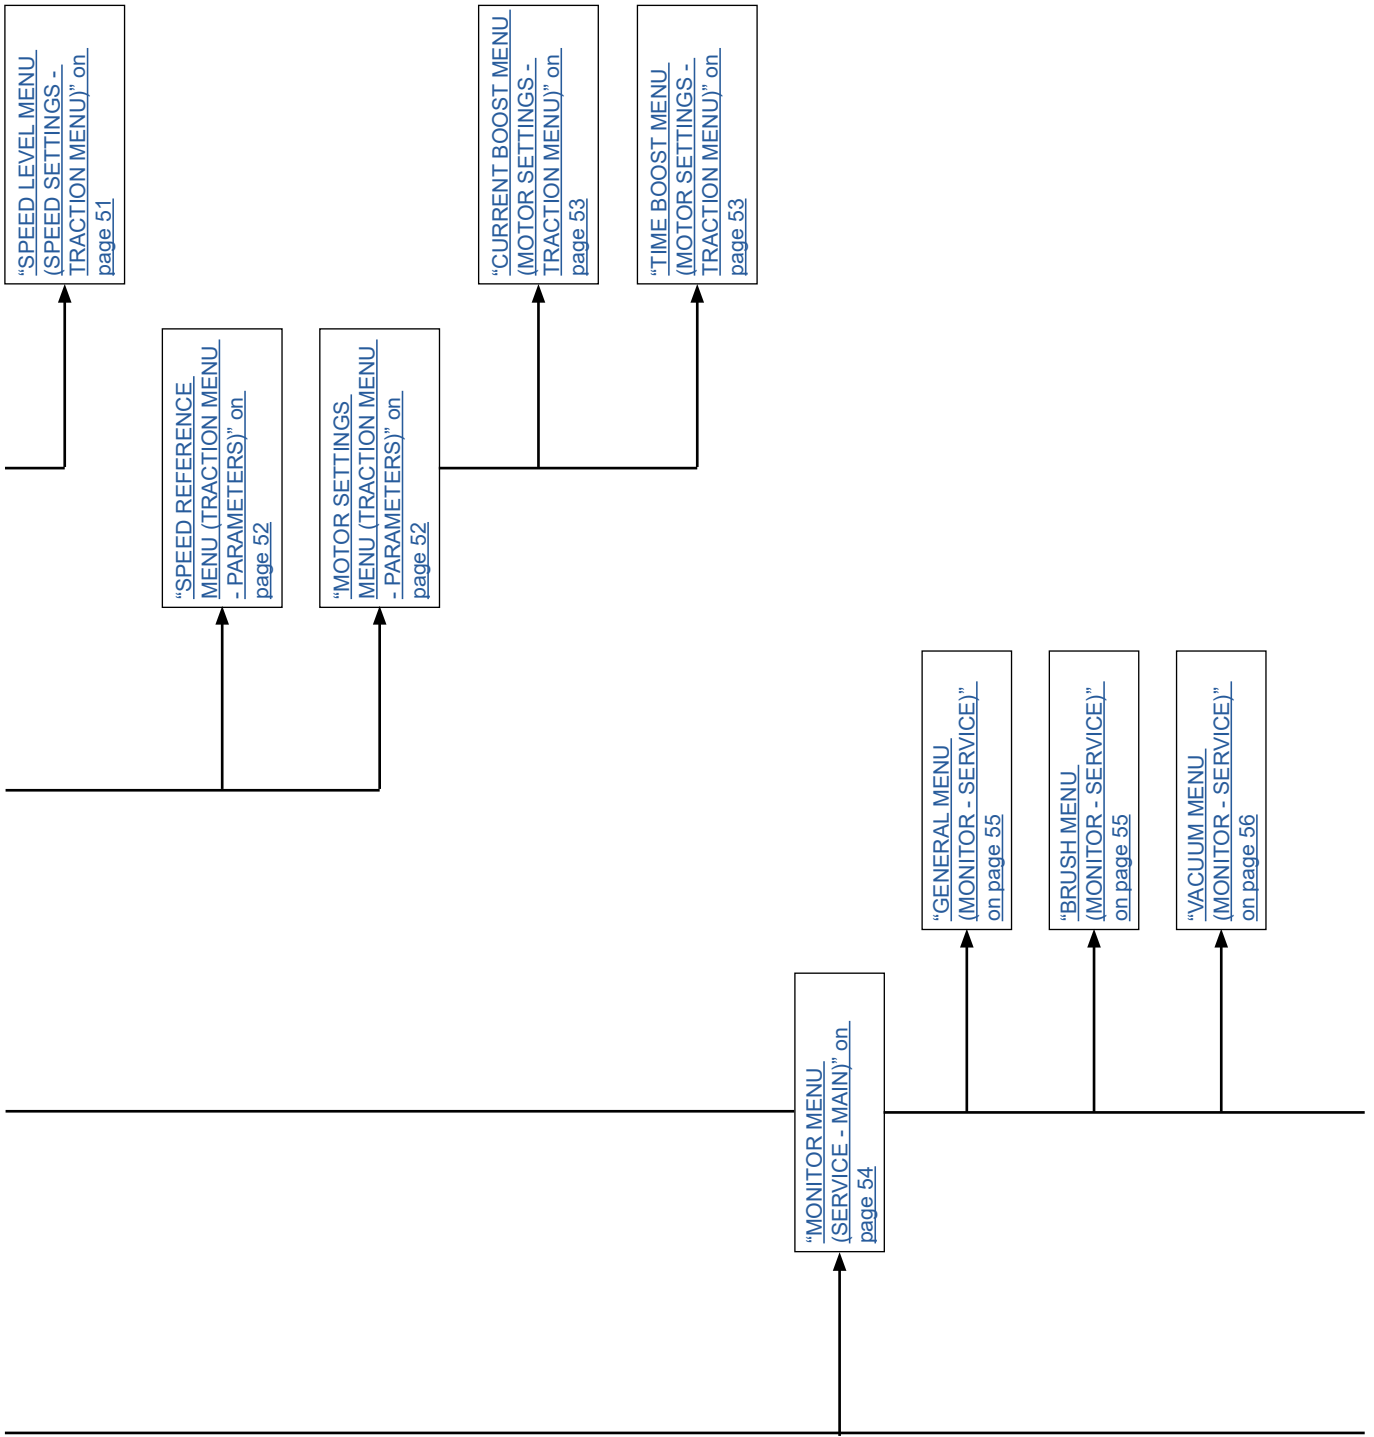 “SPEED LEVEL MENU
(SPEED SETTINGS -
TRACTION MENU)” on
page 51
“SPEED REFERENCE
MENU (TRACTION MENU
- PARAMETERS)” on
page 52
“MOTOR SETTINGS
MENU (TRACTION MENU
- PARAMETERS)” on
page 52
“CURRENT BOOST MENU
(MOTOR SETTINGS -
TRACTION MENU)” on
page 53
“TIME BOOST MENU
(MOTOR SETTINGS -
TRACTION MENU)” on
page 53
“MONITOR MENU
(SERVICE - MAIN)” on
page 54
“GENERAL MENU
(MONITOR - SERVICE)”
on page 55
“BRUSH MENU
(MONITOR - SERVICE)”
on page 55
“VACUUM MENU
(MONITOR - SERVICE)”
on page 56